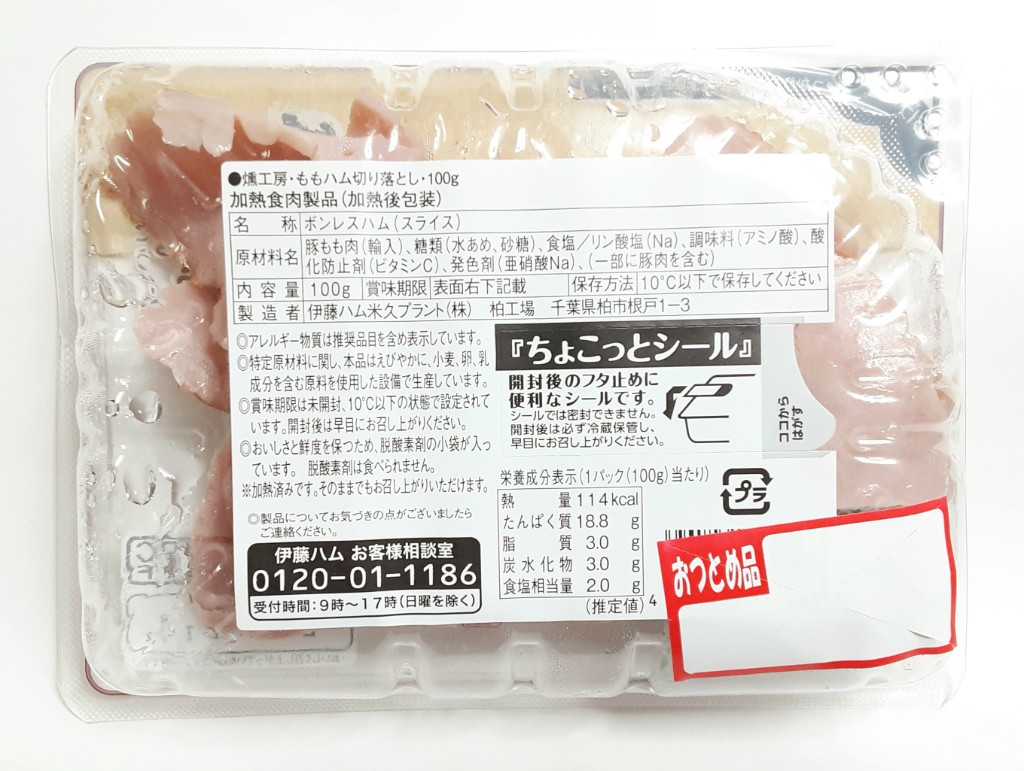 ●燻工房・ももハム切り落とし・100g
加熱食肉製品(加熱後包装)
名 称 ボンレスハム(スライス)
原材料名 豚もも肉(輸入)、糖類(水あめ、砂糖)、食塩/リン酸塩(Na)、調味料(アミノ酸)、酸
化防止剤(ビタミンC)、発色剤(亜硝酸Na)、(一部に豚肉を含む)
内容量 100g 賞味期限 表面右下記載 保存方法 10℃以下で保存してください
製造者 伊藤ハム米久プラント(株) 柏工場 千葉県柏市根戸1-3
◎アレルギー物質は推奨品目を含め表示しています。
◎特定原材料に関し、本品はえびやかに、小麦、卵、乳
成分を含む原料を使用した設備で生産しています。
◎賞味期限は未開封、10℃以下の状態で設定されて
います。開封後は早目にお召し上がりください。
◎おいしさと鮮度を保つため、脱酸素剤の小袋が入っ
ています。 脱酸素剤は食べられません。
※加熱済みです。そのままでもお召し上がりいただけます。
◎製品についてお気づきの点がございましたら
ご連絡ください。
伊藤ハム お客様相談室
0120-01-1186
受付時間:9時~17時(日曜を除く)
『ちょこっとシール』
開封後のフタ止めに
便利なシールです。
シールでは密封できません。
開封後は必ず冷蔵保管し、
早目にお召し上がりください。
ココから
はがす
栄養成分表示(1パック(100g)当たり)
熱 量 114kcal
たんぱく質 18.8 g
脂 質 3.0 g
炭水化物 3.0 g
食塩相当量 2.0 g
(推定値)
4
プラ
おつとめ品